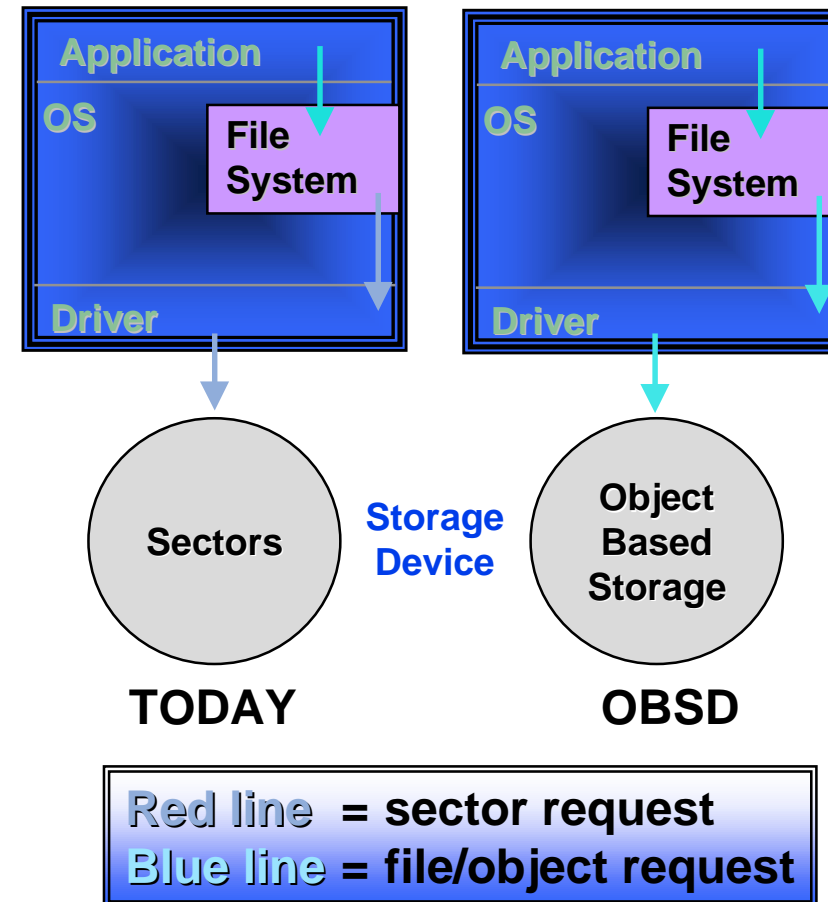 Application
OS
File
System
Driver
Sectors
TODAY
Application
OS
File
System
Driver
Storage
Device
Object
Based
Storage
OBSD
Red line = sector request
Blue line = file/object request